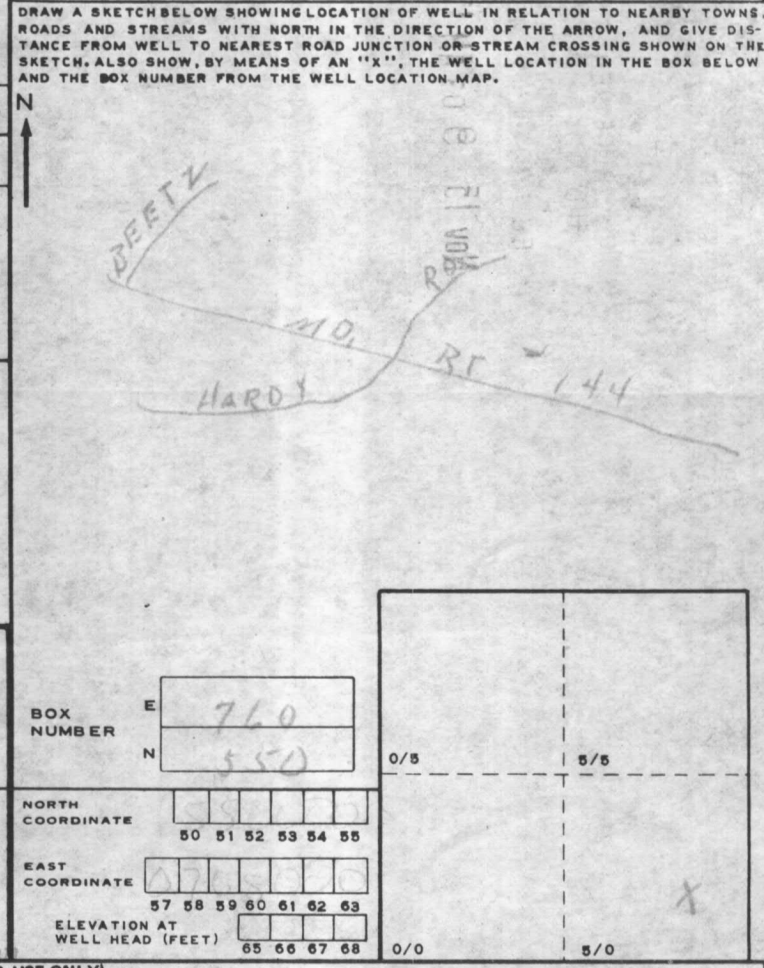 DRAW A SKETCH BELOW SHOWING LOCATION OF WELL IN RELATION TO NEARBY TOWNS,
ROADS AND STREAMS WITH NORTH IN THE DIRECTION OF THE ARROW, AND GIVE DIS-
TANCE FROM WELL TO NEAREST ROAD JUNCTION OR STREAM CROSSING SHOWN ON THE
SKETCH. ALSO SHOW, BY MEANS OF AN "X", THE WELL LOCATION IN THE BOX BELOW
AND THE BOX NUMBER FROM THE WELL LOCATION MAP.
N
BEETZ
RD
MD.
RT - 144
HARDY
BOX NUMBER
E 760
N 550
0/5 5/5
NORTH COORDINATE
50 51 52 53 54 55
EAST COORDINATE
57 58 59 60 61 62 63
X
ELEVATION AT
WELL HEAD (FEET)
65 66 67 68
0/0 5/0